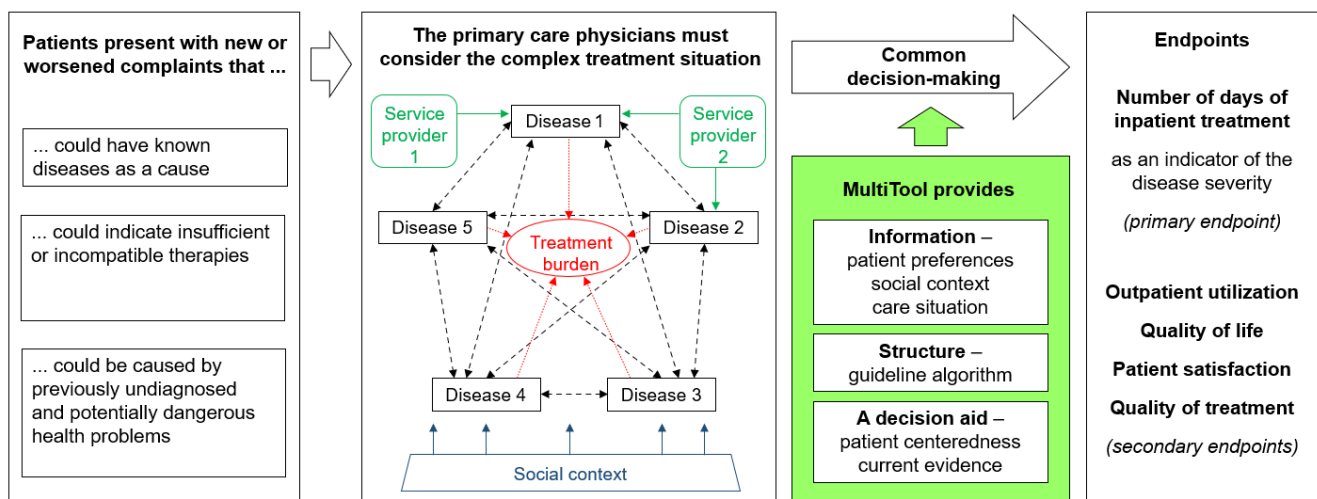 Patients present with new or
worsened complaints that ...
... could have known
diseases as a cause
... could indicate insufficient
or incompatible therapies
... could be caused by
previously undiagnosed
and potentially dangerous
health problems
The primary care physicians must
consider the complex treatment situation
Service
provider
1
Disease 1
Service
provider
2
Disease 5
Disease 2
Treatment
burden
Disease 4
Disease 3
Social context
Common
decision-making
MultiTool provides
Information –
patient preferences
social context
care situation
Structure –
guideline algorithm
A decision aid –
patient centeredness
current evidence
Endpoints
Number of days of
inpatient treatment
as an indicator of the
disease severity
(primary endpoint)
Outpatient utilization
Quality of life
Patient satisfaction
Quality of treatment
(secondary endpoints)